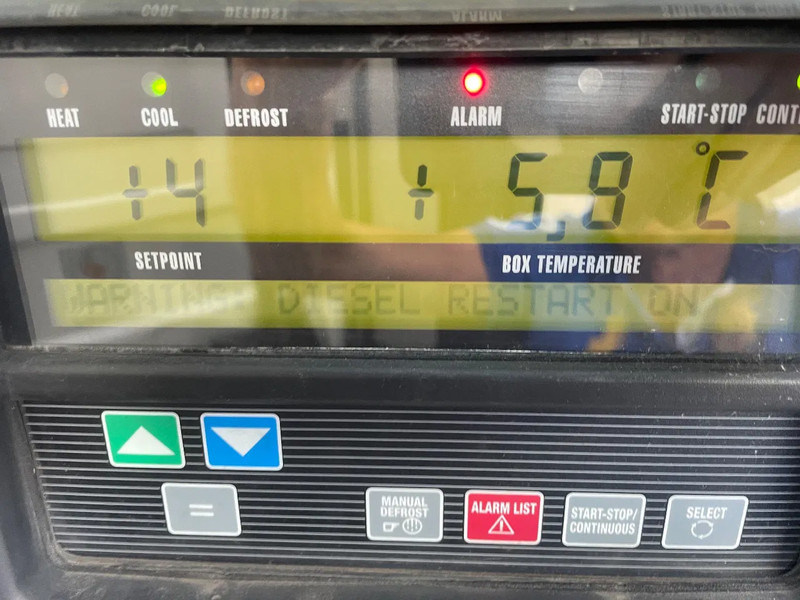 HEAT COOL DEFROST ALARM START-STOP CONTI
+4 + 5,8 °C
SETPOINT BOX TEMPERATURE
WARNING: DIESEL RESTART ON
MANUAL
DEFROST
ALARM LIST
START-STOP/
CONTINUOUS
SELECT